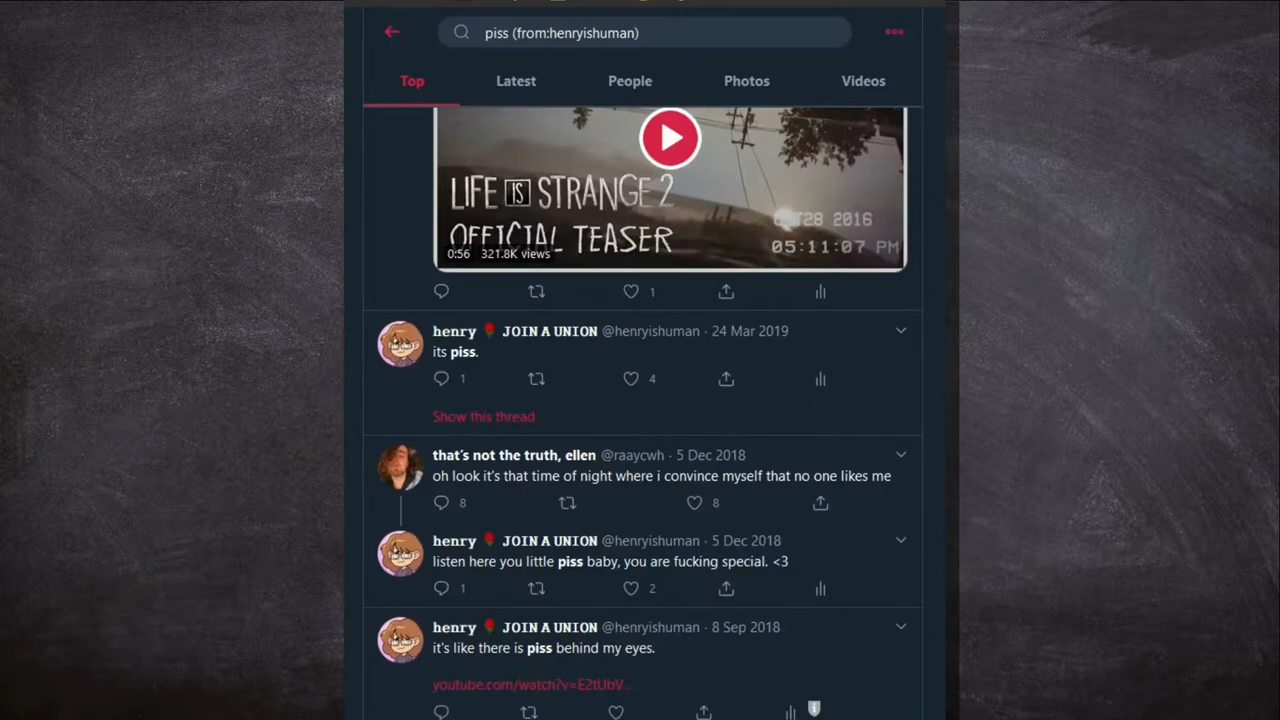 piss (from:henryishuman)
Top Latest People Photos Videos
LIFE IS STRANGE 2
OFFICIAL TEASER
28 2016
05:11:07 PM
0:56 321.8K views
1
henry 🌹 JOIN A UNION @henryishuman · 24 Mar 2019
its piss.
1 4
Show this thread
that's not the truth, ellen @raaycwh · 5 Dec 2018
oh look it's that time of night where i convince myself that no one likes me
8 8
henry 🌹 JOIN A UNION @henryishuman · 5 Dec 2018
listen here you little piss baby, you are fucking special. <3
1 2
henry 🌹 JOIN A UNION @henryishuman · 8 Sep 2018
it's like there is piss behind my eyes.
youtube.com/watch?v=E2tUbV...